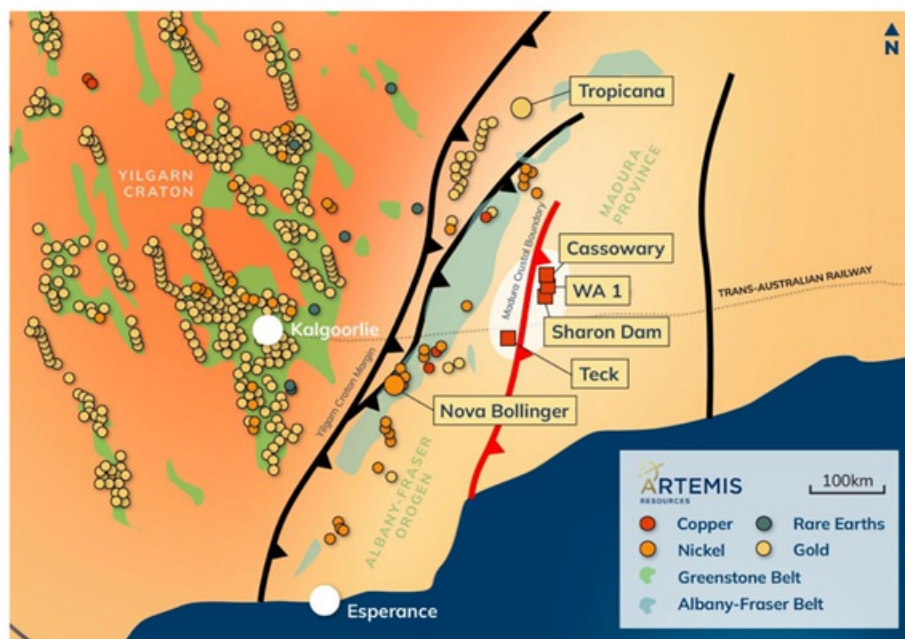 N
Tropicana
YILGARN
CRATON
MADURA
PROVINCE
Madura Crustal Boundary
Cassowary
WA 1
TRANS-AUSTRALIAN RAILWAY
Sharon Dam
Kalgoorlie
Teck
Yilgarn Craton Margin
Nova Bollinger
ALBANY-FRASER
OROGEN
Esperance
ARTEMIS
RESOURCES
100km
Copper
Rare Earths
Nickel
Gold
Greenstone Belt
Albany-Fraser Belt